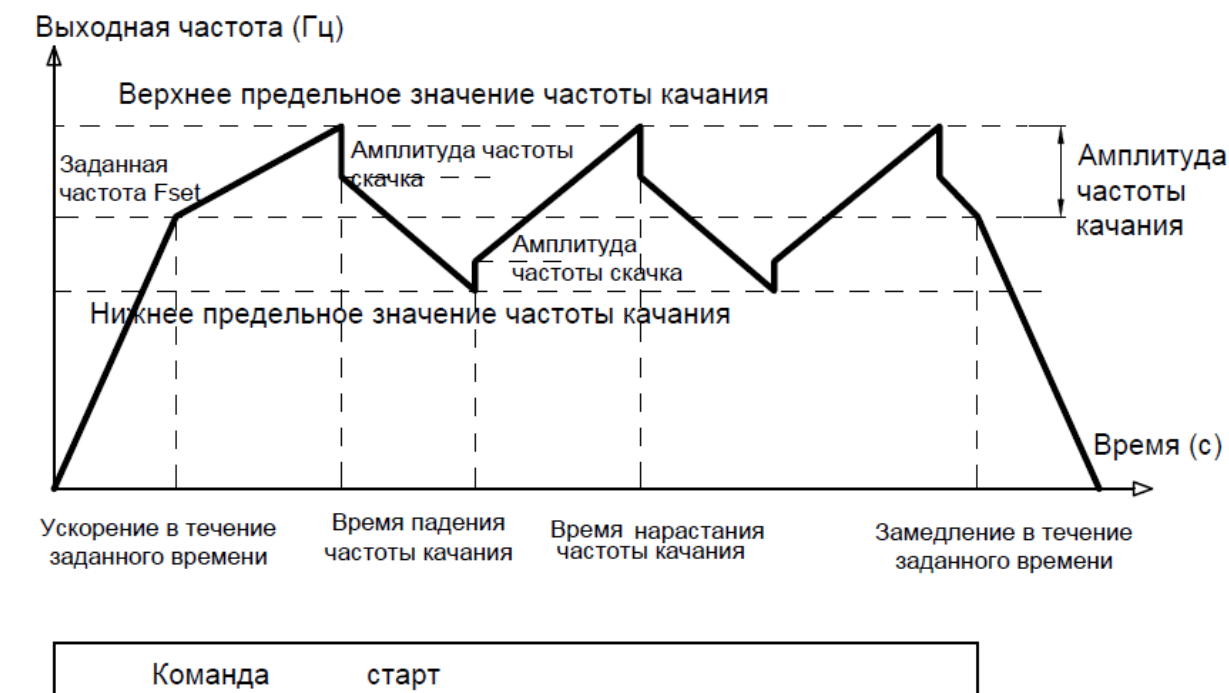 Выходная частота (Гц)
Верхнее предельное значение частоты качания
Заданная
частота Fset
Амплитуда частоты
скачка
Амплитуда
частоты
качания
Амплитуда
частоты скачка
Нижнее предельное значение частоты качания
Время (с)
Ускорение в течение
заданного времени
Время падения
частоты качания
Время нарастания
частоты качания
Замедление в течение
заданного времени
Команда старт